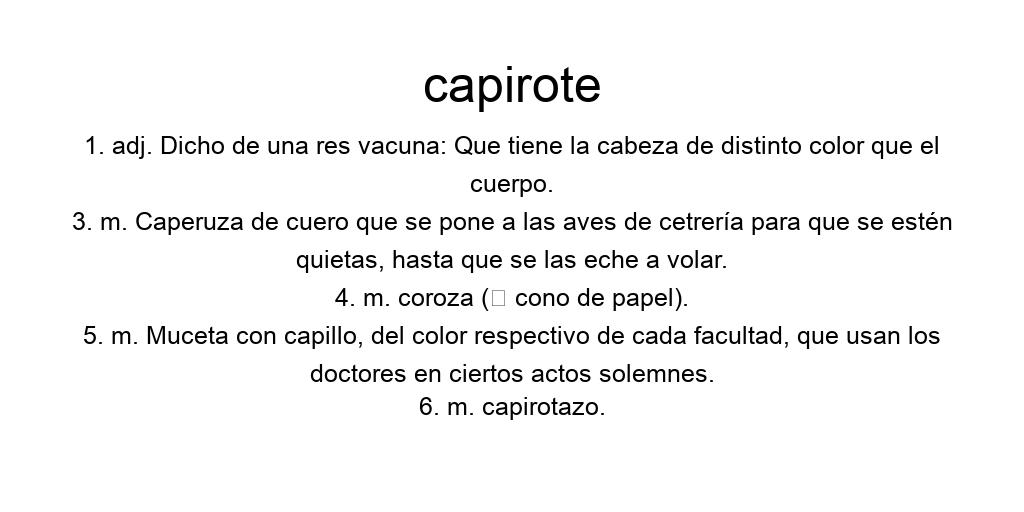 capirote
1. adj. Dicho de una res vacuna: Que tiene la cabeza de distinto color que el
cuerpo.
3. m. Caperuza de cuero que se pone a las aves de cetrería para que se estén
quietas, hasta que se las eche a volar.
4. m. coroza (□ cono de papel).
5. m. Muceta con capillo, del color respectivo de cada facultad, que usan los
doctores en ciertos actos solemnes.
6. m. capirotazo.